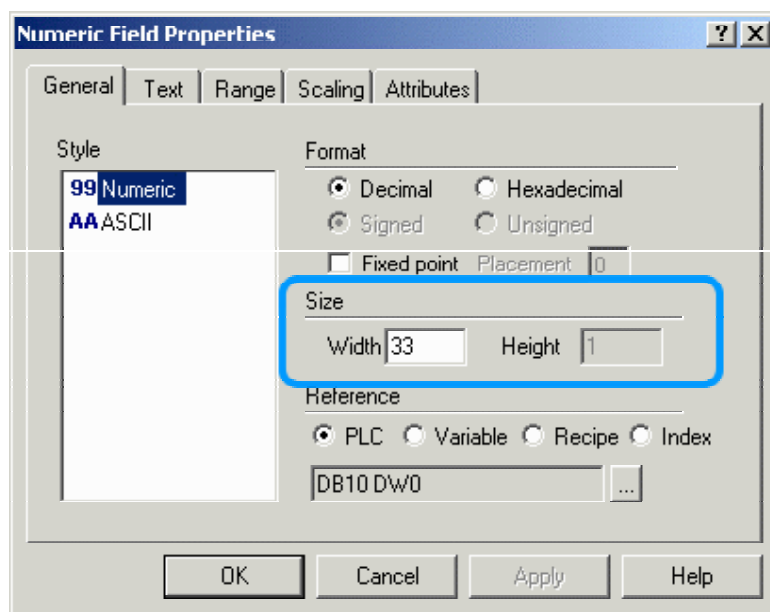 Numeric Field Properties
General Text Range Scaling Attributes
Style
99 Numeric
AA ASCII
Format
Decimal Hexadecimal
Signed Unsigned
Fixed point Placement 0
Size
Width 33 Height 1
Reference
PLC Variable Recipe Index
DB10 DW0 ...
OK Cancel Apply Help